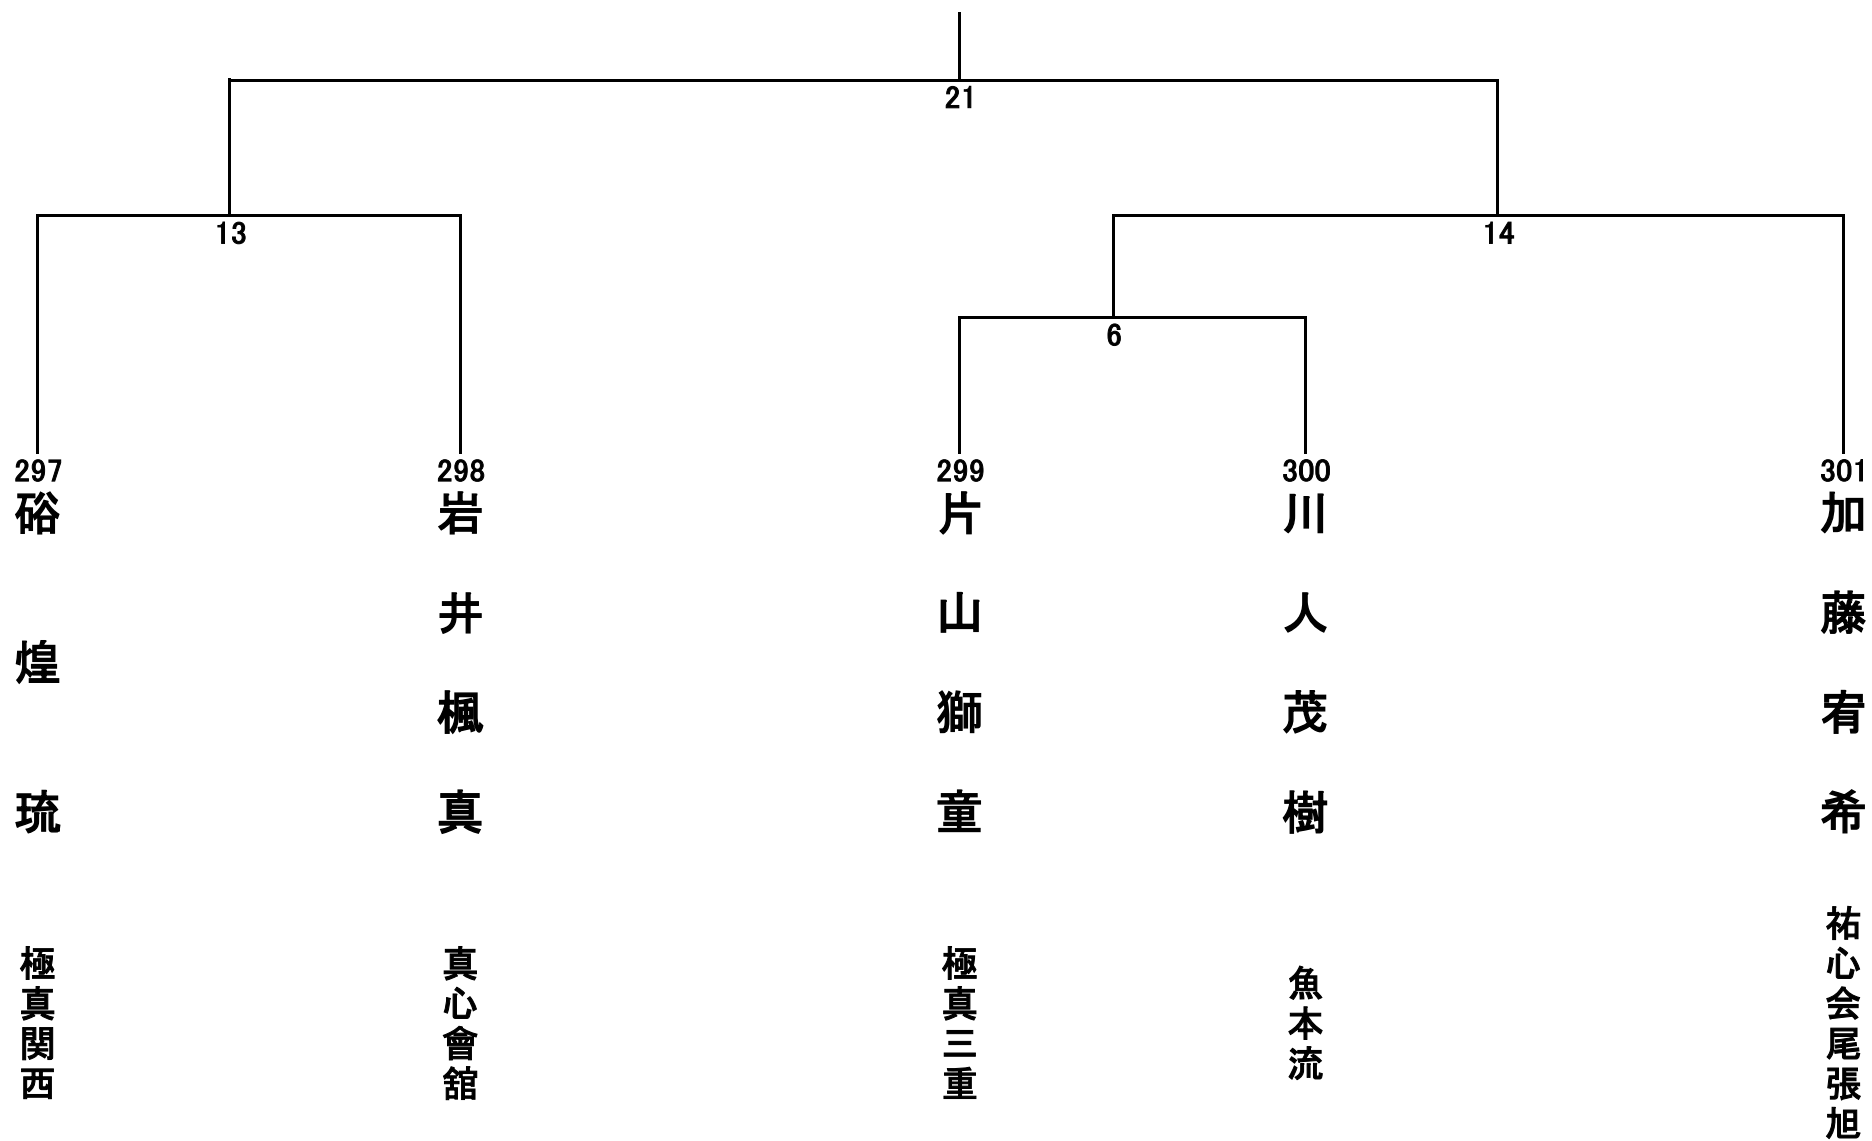 21
13
14
6
297
硲 煌 琉
極真関西
298
岩井楓真
真心會舘
299
片山獅童
極真三重
300
川人茂樹
魚本流
301
加藤宥希
祐心会尾張旭